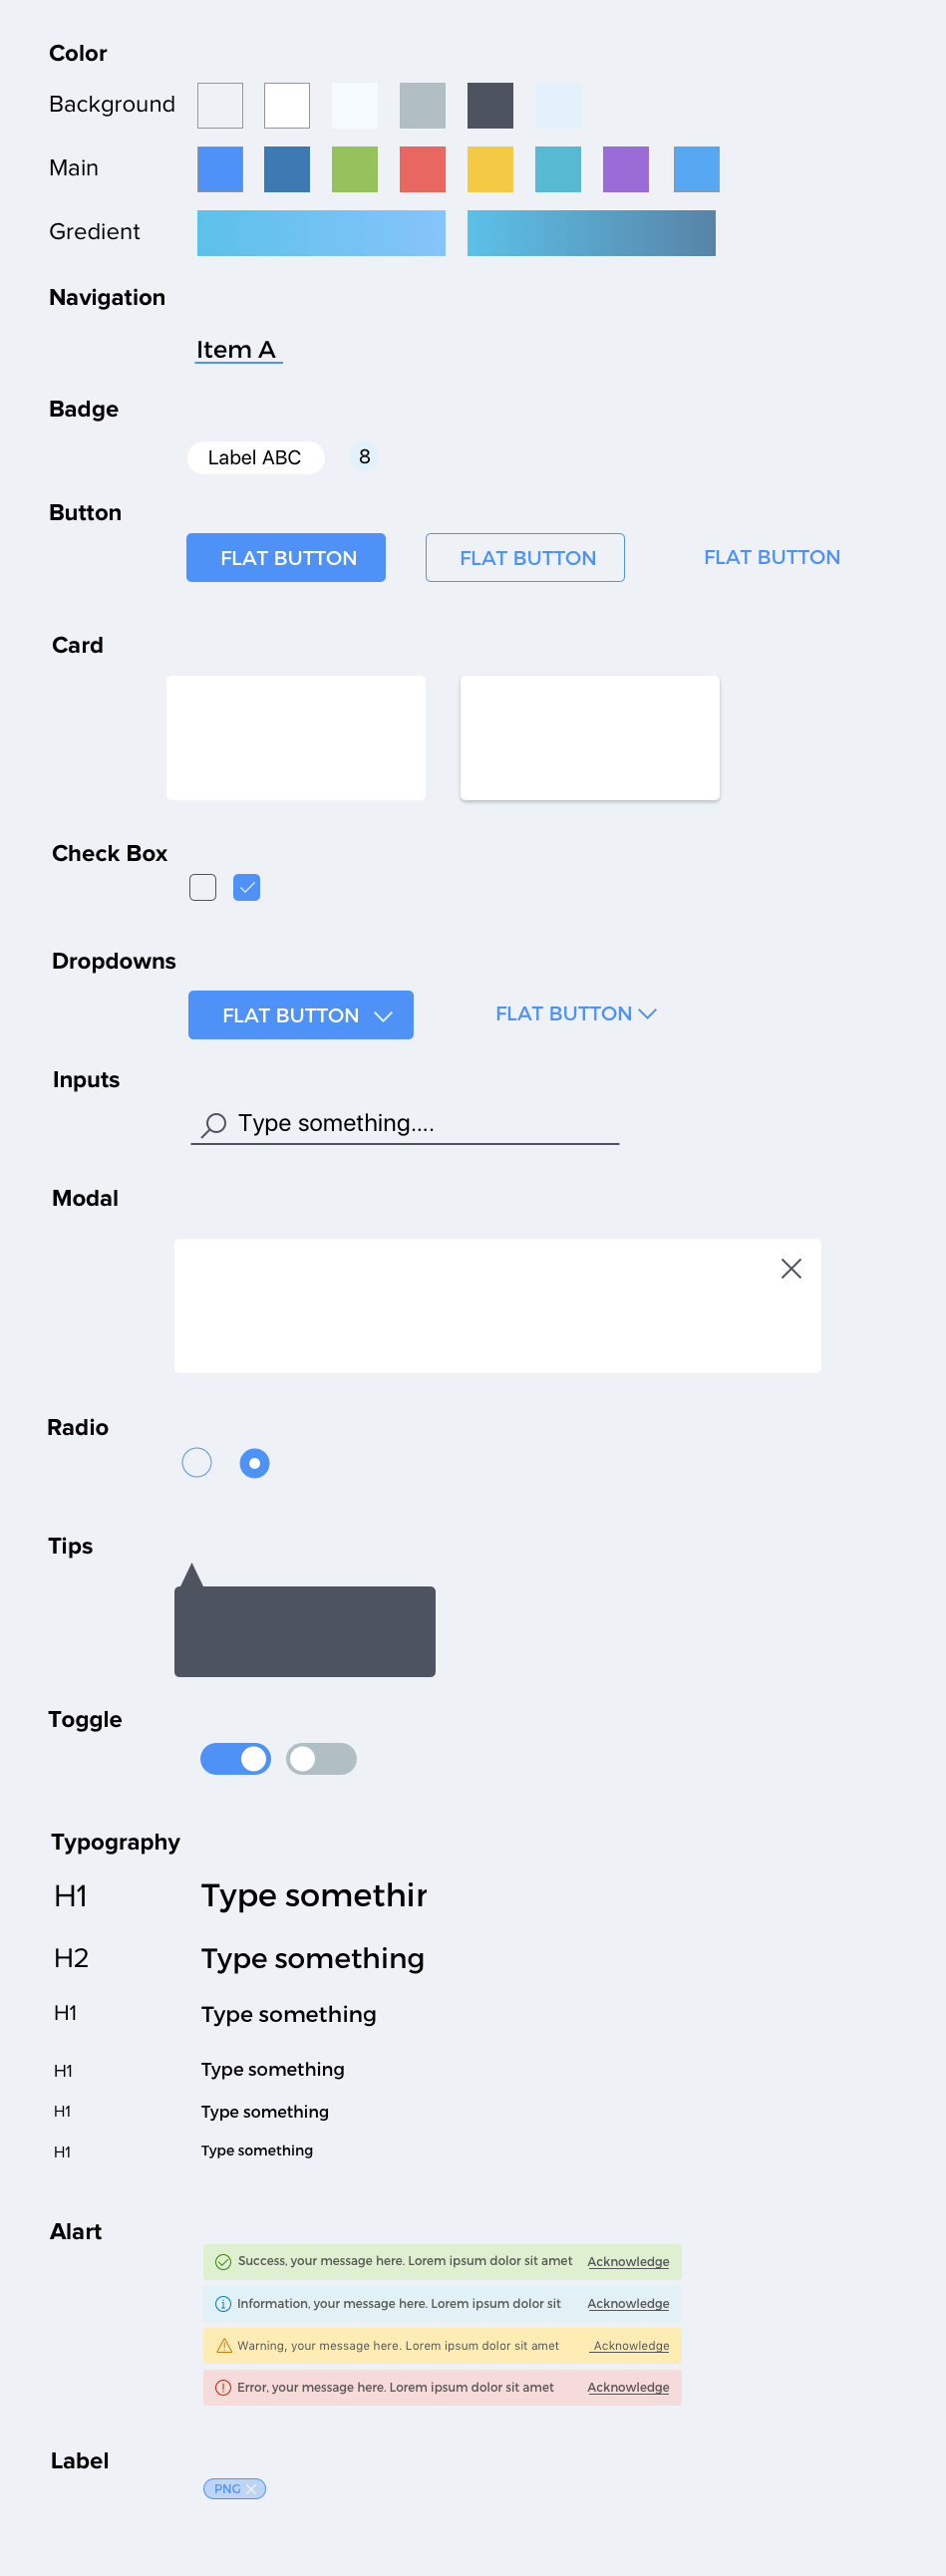 Color
Background
Main
Gredient
Navigation
Item A
Badge
Label ABC 8
Button
FLAT BUTTON FLAT BUTTON FLAT BUTTON
Card
Check Box
Dropdowns
FLAT BUTTON FLAT BUTTON
Inputs
Type something....
Modal
Radio
Tips
Toggle
Typography
H1 Type somethir
H2 Type something
H1 Type something
H1 Type something
H1 Type something
H1 Type something
Alart
Success, your message here. Lorem ipsum dolor sit amet Acknowledge
Information, your message here. Lorem ipsum dolor sit Acknowledge
Warning, your message here. Lorem ipsum dolor sit amet Acknowledge
Error, your message here. Lorem ipsum dolor sit amet Acknowledge
Label
PNG